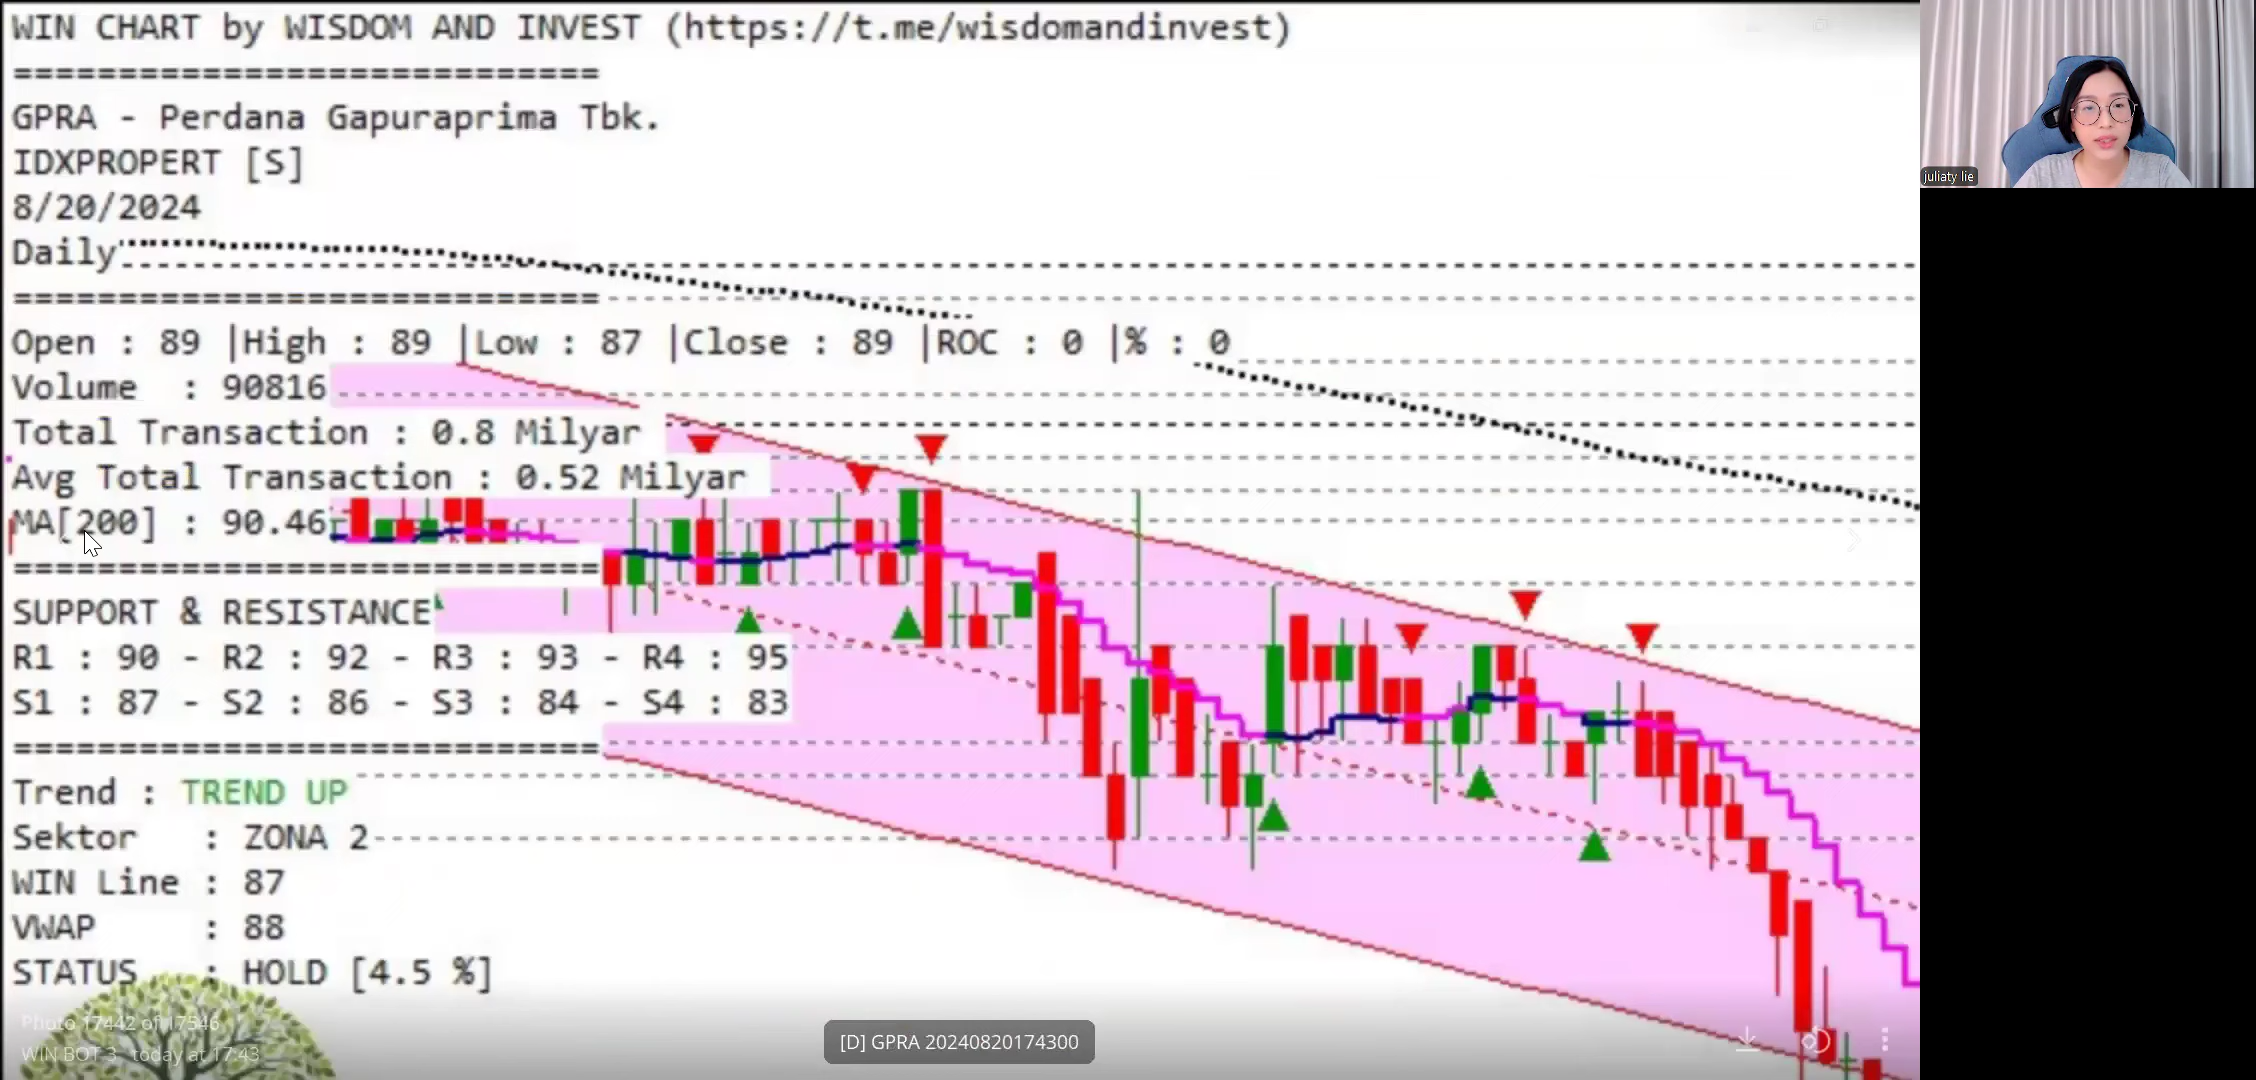 WIN CHART by WISDOM AND INVEST (https://t.me/wisdomandinvest)
============================
GPRA - Perdana Gapuraprima Tbk.
IDXPROPERT [S]
8/20/2024
Daily
============================
Open : 89 |High : 89 |Low : 87 |Close : 89 |ROC : 0 |% : 0
Volume : 90816
Total Transaction : 0.8 Milyar
Avg Total Transaction : 0.52 Milyar
MA[200] : 90.46
============================
SUPPORT & RESISTANCE
R1 : 90 - R2 : 92 - R3 : 93 - R4 : 95
S1 : 87 - S2 : 86 - S3 : 84 - S4 : 83
============================
Trend : TREND UP
Sektor : ZONA 2
WIN Line : 87
VWAP : 88
STATUS : HOLD [4.5 %]
Photo 17442 of 17546
WIN BOT 3 today at 17:43
[D] GPRA 20240820174300
juliaty lie